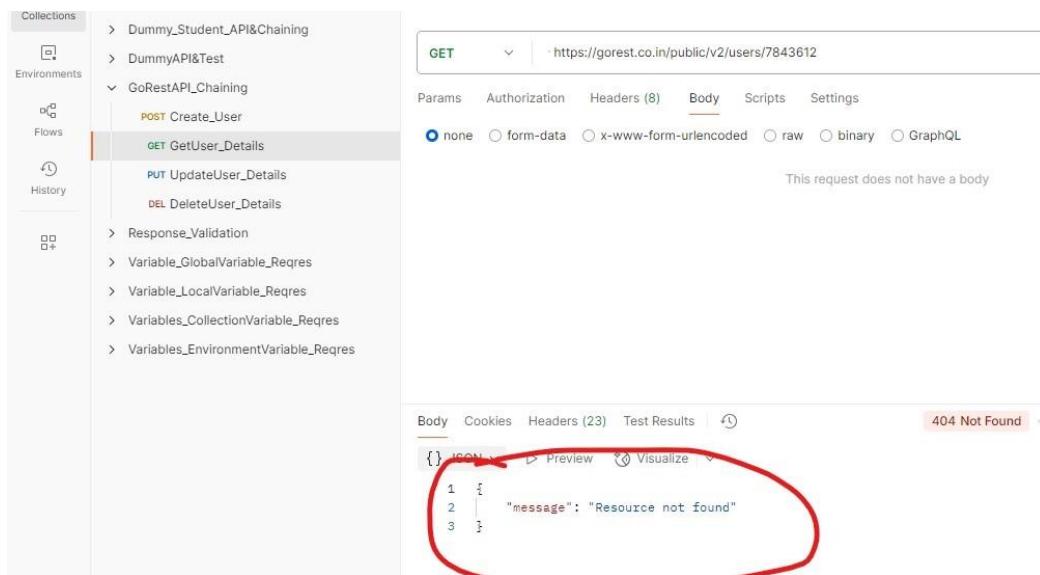 Collections
Environments
Flows
History
Dummy_Student_API&Chaining
DummyAPI&Test
GoRestAPI_Chaining
POST Create_User
GET GetUser_Details
PUT UpdateUser_Details
DEL DeleteUser_Details
Response_Validation
Variable_GlobalVariable_Reqres
Variable_LocalVariable_Reqres
Variables_CollectionVariable_Reqres
Variables_EnvironmentVariable_Reqres
GET https://gorest.co.in/public/v2/users/7843612
Params Authorization Headers (8) Body Scripts Settings
none form-data x-www-form-urlencoded raw binary GraphQL
This request does not have a body
Body Cookies Headers (23) Test Results 404 Not Found
{} JSON Preview Visualize
1 {
2 "message": "Resource not found"
3 }